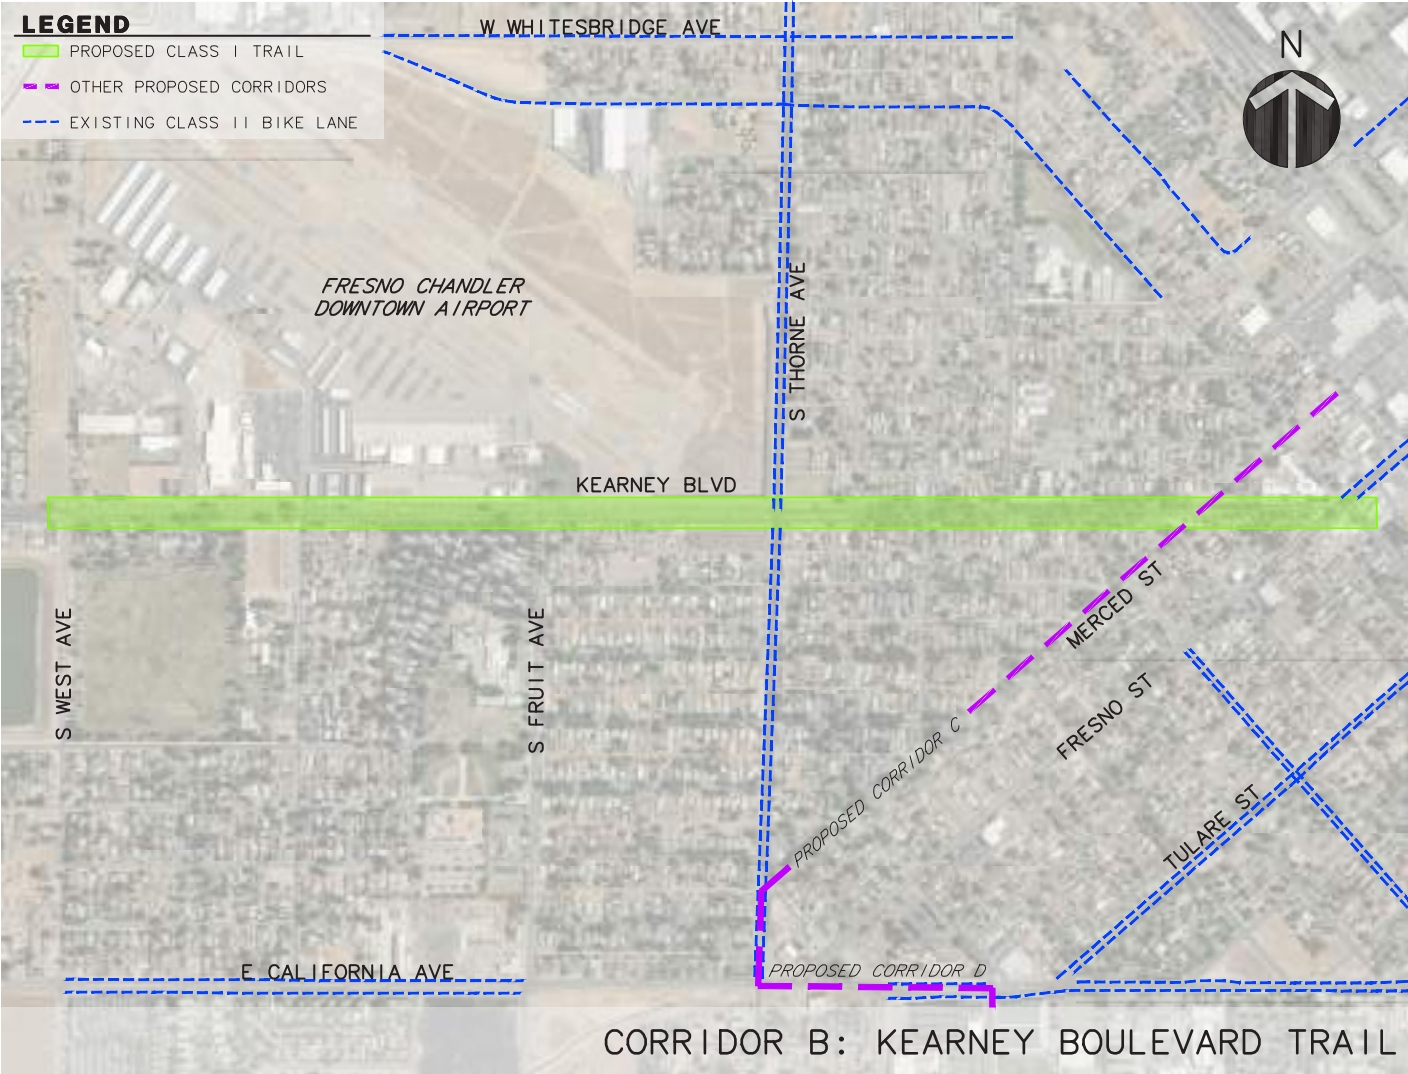 LEGEND
PROPOSED CLASS I TRAIL
OTHER PROPOSED CORRIDORS
EXISTING CLASS II BIKE LANE
W WHITESBRIDGE AVE
N
FRESNO CHANDLER
DOWNTOWN AIRPORT
S THORNE AVE
KEARNEY BLVD
MERCED ST
S WEST AVE
S FRUIT AVE
FRESNO ST
PROPOSED CORRIDOR C
TULARE ST
E CALIFORNIA AVE
PROPOSED CORRIDOR D
CORRIDOR B: KEARNEY BOULEVARD TRAIL